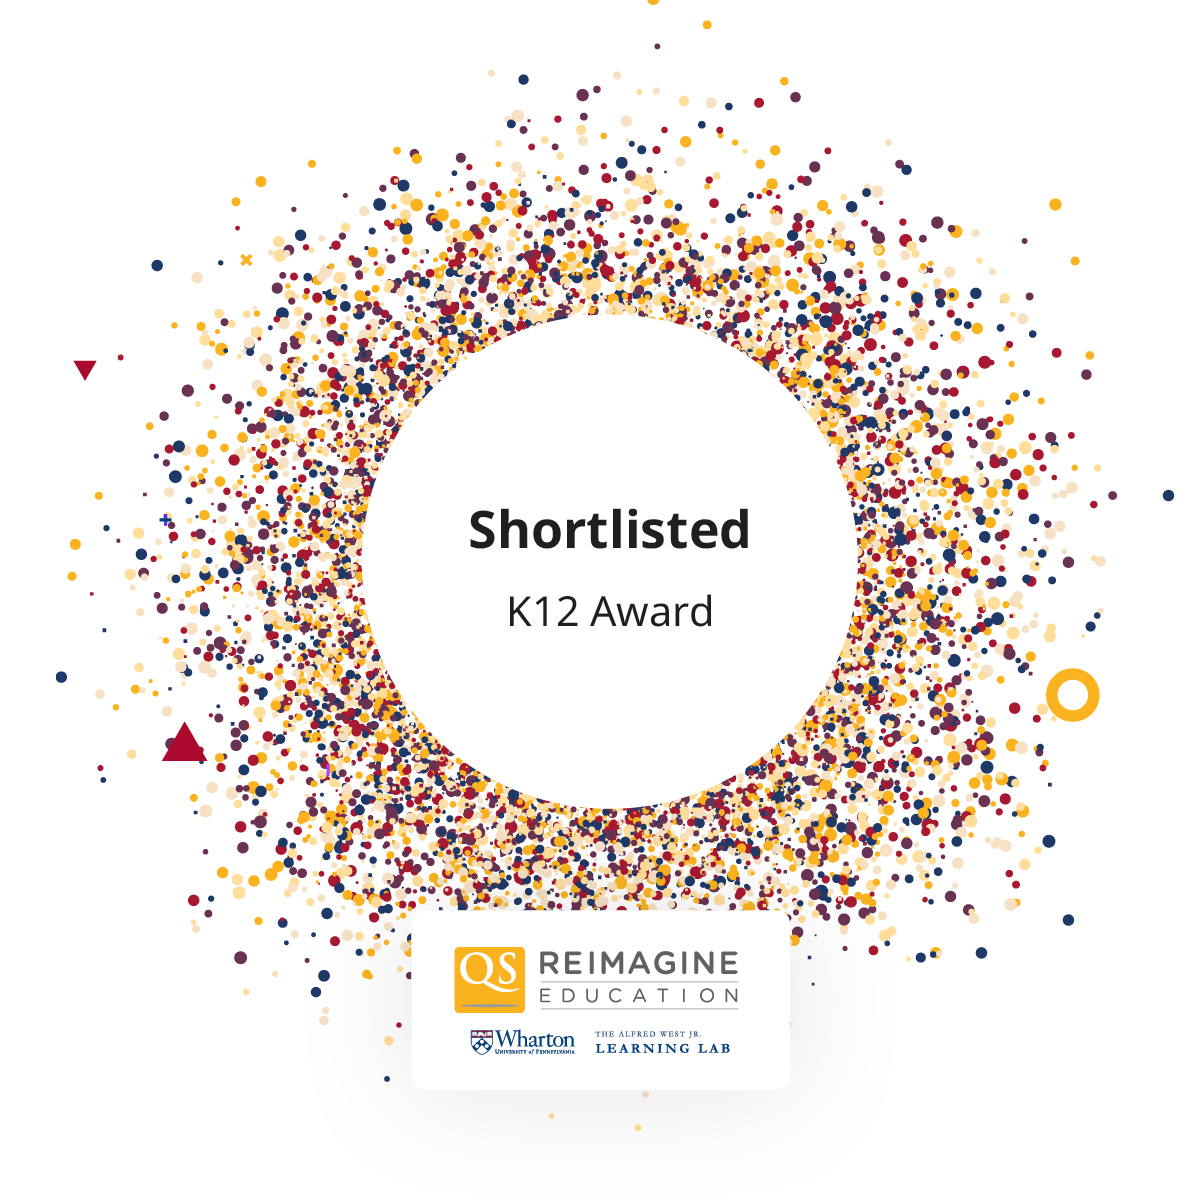 Shortlisted
K12 Award
QS REIMAGINE
EDUCATION
Wharton
UNIVERSITY of PENNSYLVANIA
THE ALFRED WEST JR.
LEARNING LAB